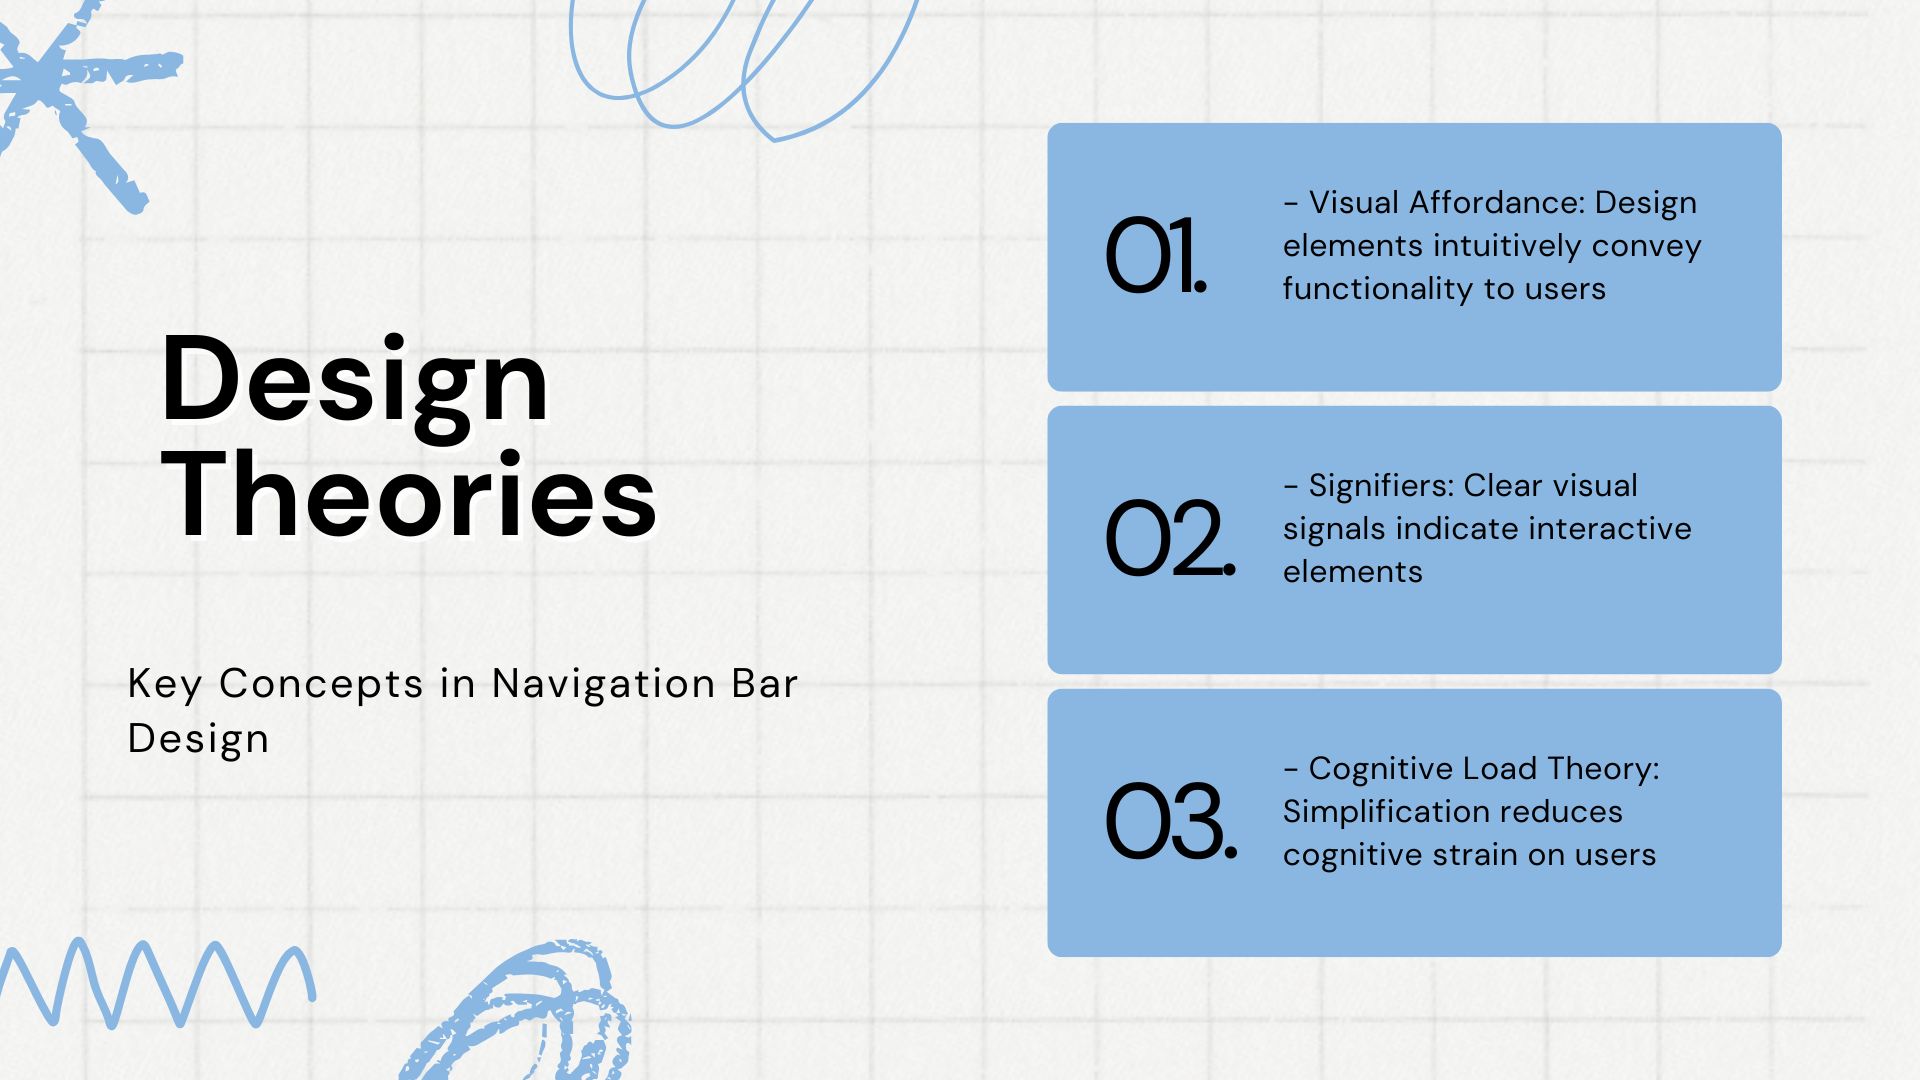 Design
Theories
Key Concepts in Navigation Bar
Design
01.
- Visual Affordance: Design
elements intuitively convey
functionality to users
02.
- Signifiers: Clear visual
signals indicate interactive
elements
03.
- Cognitive Load Theory:
Simplification reduces
cognitive strain on users